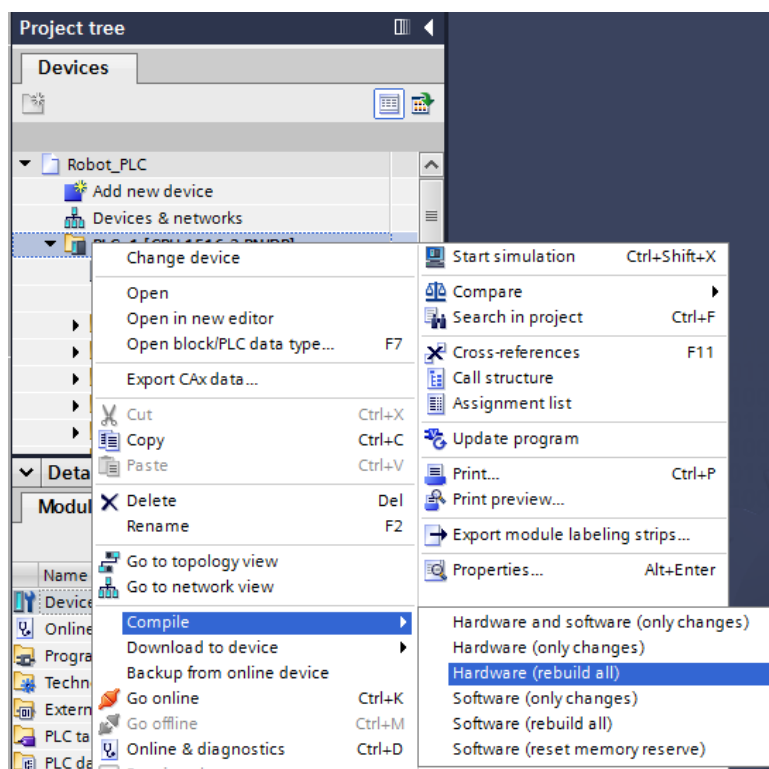 Project tree
Devices
Robot_PLC
Add new device
Devices & networks
Change device
Open
Open in new editor
Open block/PLC data type... F7
Export CAx data...
Cut Ctrl+X
Copy Ctrl+C
Paste Ctrl+V
Delete Del
Rename F2
Go to topology view
Go to network view
Compile
Download to device
Backup from online device
Go online Ctrl+K
Go offline Ctrl+M
Online & diagnostics Ctrl+D
Start simulation Ctrl+Shift+X
Compare
Search in project Ctrl+F
Cross-references F11
Call structure
Assignment list
Update program
Print... Ctrl+P
Print preview...
Export module labeling strips...
Properties... Alt+Enter
Hardware and software (only changes)
Hardware (only changes)
Hardware (rebuild all)
Software (only changes)
Software (rebuild all)
Software (reset memory reserve)
Deta
Modul
Name
Device
Online
Progra
Techn
Extern
PLC ta
PLC da